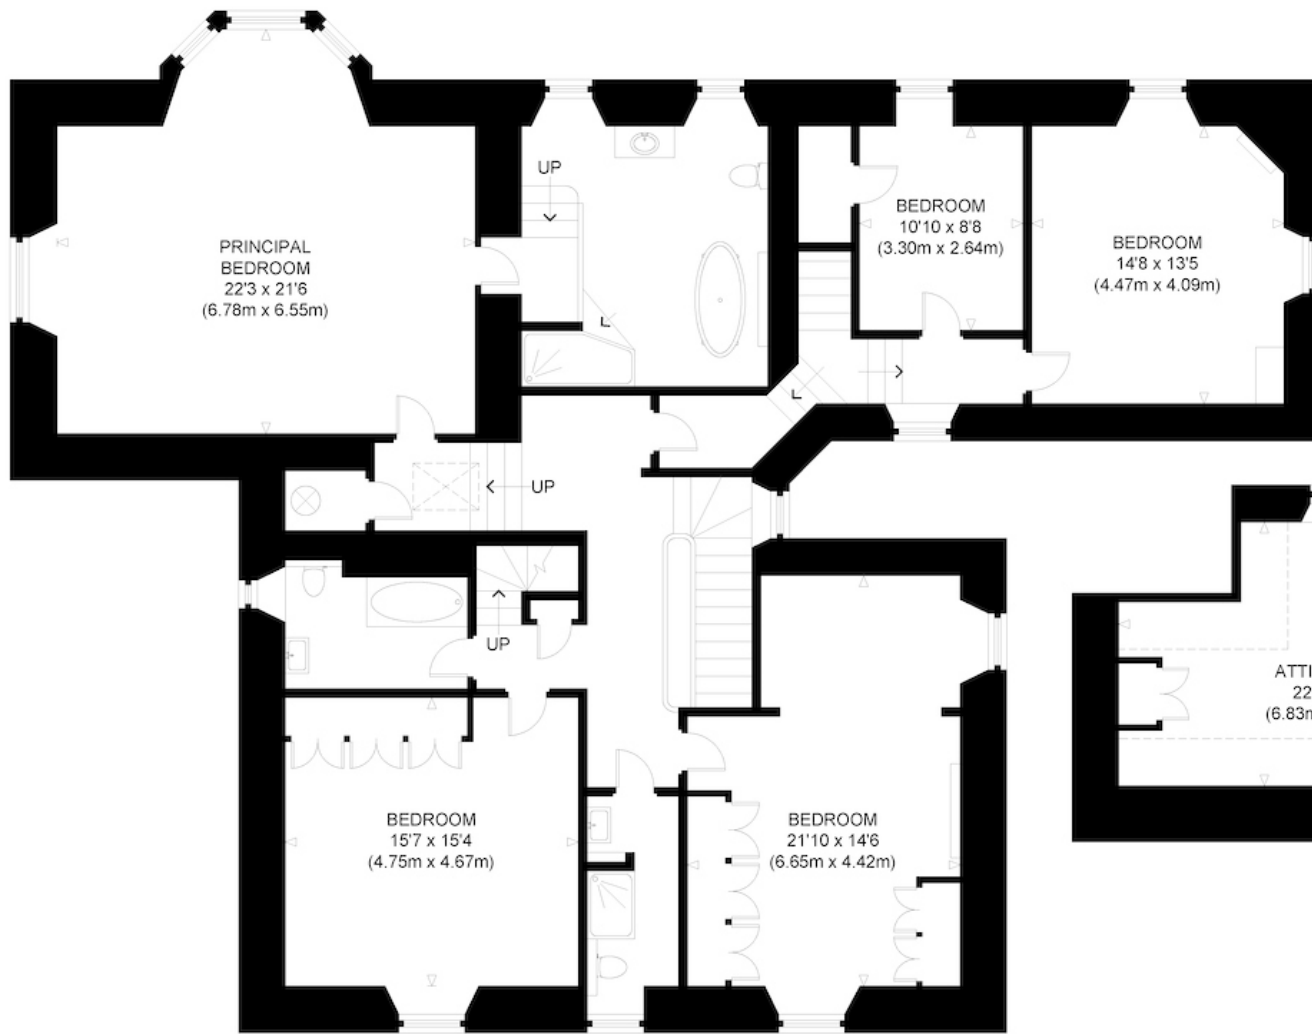 UP
BEDROOM
10'10 x 8'8
(3.30m x 2.64m)
PRINCIPAL
BEDROOM
22'3 x 21'6
(6.78m x 6.55m)
BEDROOM
14'8 x 13'5
(4.47m x 4.09m)
UP
UP
ATTI
22
(6.83m
BEDROOM
15'7 x 15'4
(4.75m x 4.67m)
BEDROOM
21'10 x 14'6
(6.65m x 4.42m)